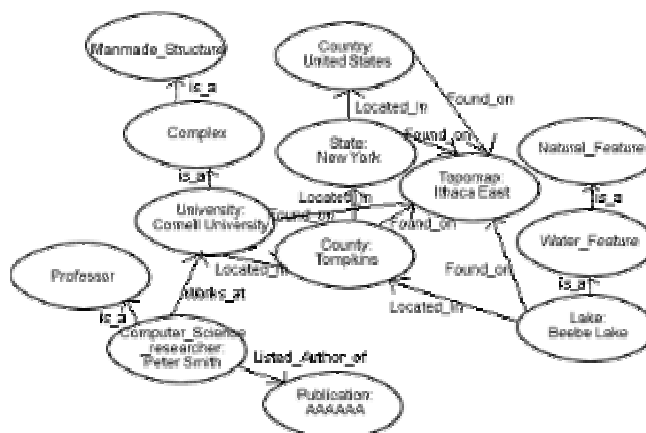 Country:
United States
Manmade_Structure
is_a
Located_In
Found_on
Complex
State:
New York
Found_on
Natural_Feature
is_a
Topomap:
Ithaca East
is_a
University:
Cornell University
Located_In
Found_on
County:
Tompkins
Found_on
Water_Feature
Professor
Located_In
Works_at
Found_on
is_a
is_a
Located_In
Lake:
Beebe Lake
Computer_Science
researcher:
Peter Smith
Listed_Author_of
Publication:
AAAAAA